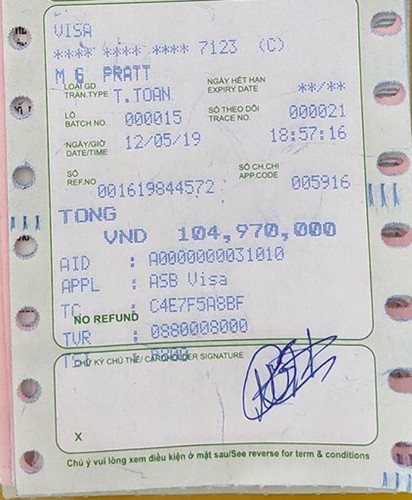 VISA
**** **** **** 7123 (C)
M G PRATT
LOẠI GD NGÀY HẾT HẠN
TRAN.TYPE T.TOAN EXPIRY DATE **/**
LÔ SỐ THEO DÕI
BATCH NO. 000015 TRACE NO. 000021
NGÀY/GIỜ
DATE/TIME 12/05/19 18:57:16
SỐ SỐ CH.CHI
REF.NO 001619844572 APP.CODE 005916
TONG
VND 104,970,000
AID : A0000000031010
APPL : ASB Visa
TC : C4E7F5A8BF
NO REFUND
TVR : 0880008000
TSI :
CHỮ KÝ CHỦ THẺ/ CARDHOLDER SIGNATURE
X
Chú ý vui lòng xem điều kiện ở mặt sau/See reverse for term & conditions